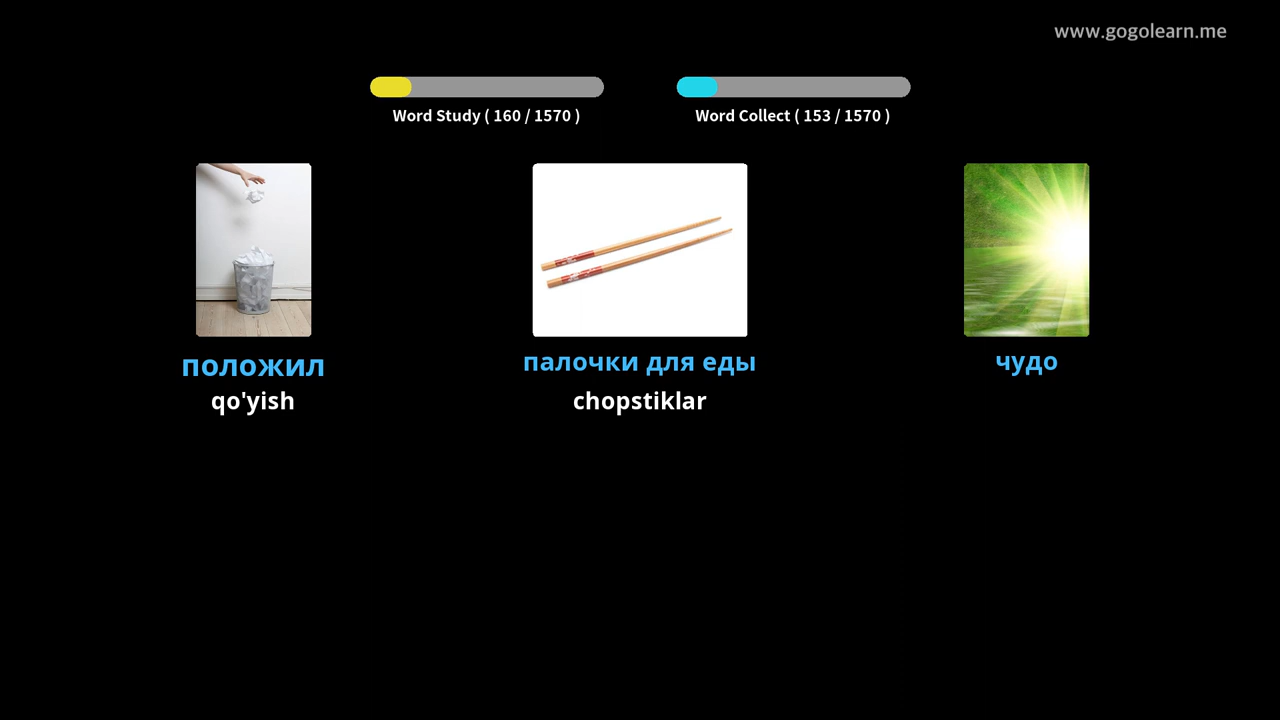 www.gogolearn.me
Word Study ( 160 / 1570 )
Word Collect ( 153 / 1570 )
положил
qo'yish
палочки для еды
chopstiklar
чудо